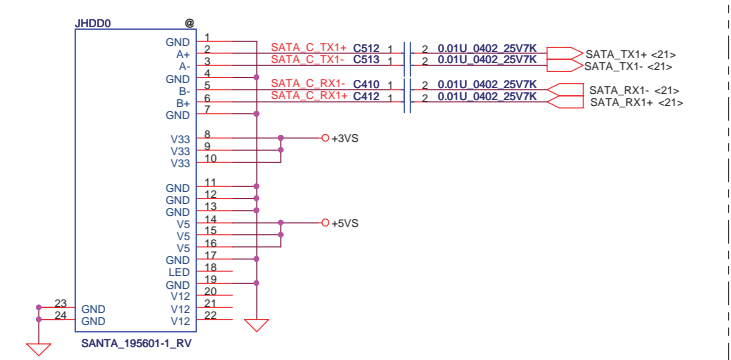 JHDD0 @
GND 1
A+ 2 SATA_C_TX1+ C512 1 2 0.01U_0402_25V7K SATA_TX1+ <21>
A- 3 SATA_C_TX1- C513 1 2 0.01U_0402_25V7K SATA_TX1- <21>
GND 4
B- 5 SATA_C_RX1- C410 1 2 0.01U_0402_25V7K SATA_RX1- <21>
B+ 6 SATA_C_RX1+ C412 1 2 0.01U_0402_25V7K SATA_RX1+ <21>
GND 7
V33 8 +3VS
V33 9
V33 10
GND 11
GND 12
GND 13
V5 14 +5VS
V5 15
V5 16
GND 17
LED 18
GND 19
V12 20
23 GND V12 21
24 GND V12 22
SANTA_195601-1_RV